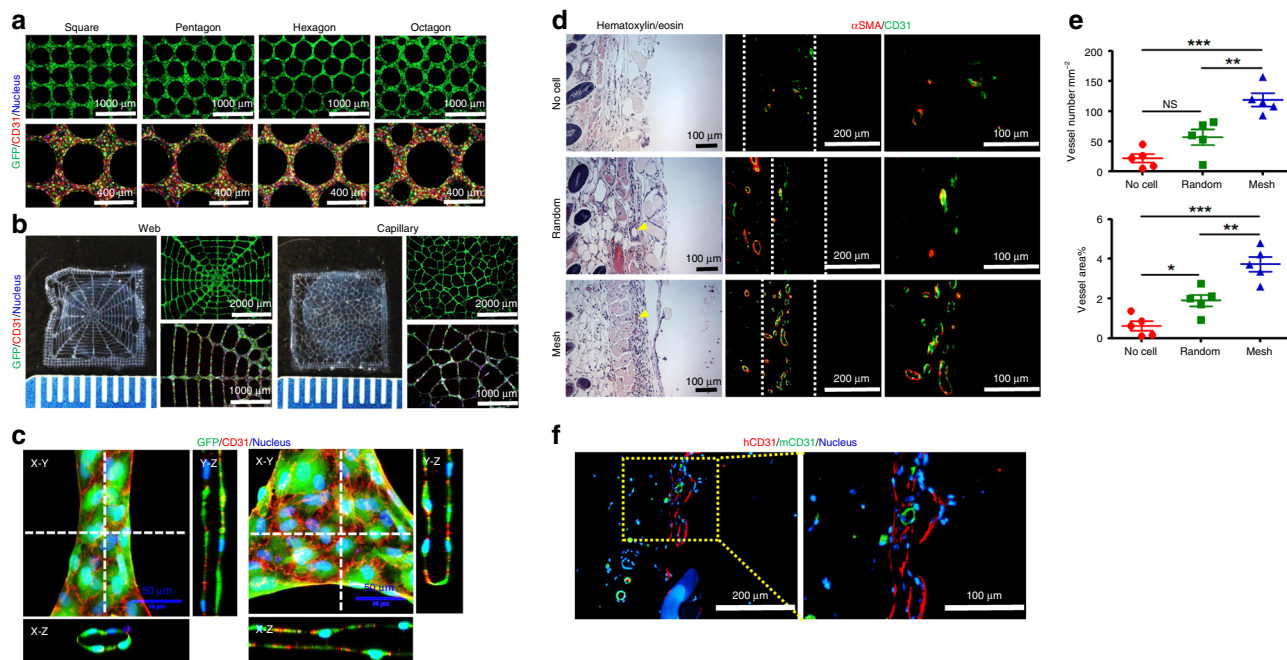 a
Square
Pentagon
Hexagon
Octagon
GFP/CD31/Nucleus
1000 μm
1000 μm
1000 μm
1000 μm
400 μm
400 μm
400 μm
400 μm
b
Web
Capillary
GFP/CD31/Nucleus
2000 μm
2000 μm
1000 μm
1000 μm
c
GFP/CD31/Nucleus
X-Y
Y-Z
X-Y
Y-Z
50 μm
50 μm
X-Z
X-Z
d
Hematoxylin/eosin
αSMA/CD31
No cell
100 μm
200 μm
100 μm
Random
100 μm
200 μm
100 μm
Mesh
100 μm
200 μm
100 μm
e
Vessel number mm⁻²
200
150
100
50
0
***
**
NS
No cell
Random
Mesh
Vessel area%
6
4
2
0
***
**
*
No cell
Random
Mesh
f
hCD31/mCD31/Nucleus
200 μm
100 μm